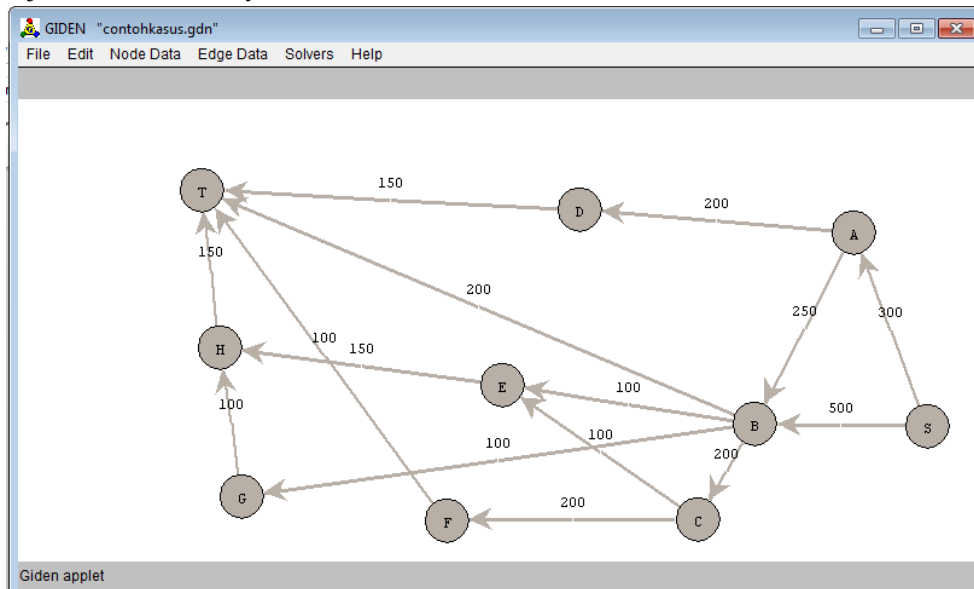 GIDEN "contohkasus.gdn"
File Edit Node Data Edge Data Solvers Help
T
150
D
200
A
150
200
250
300
H
100
150
E
100
B
500
S
100
100
100
200
G
F
200
C
Giden applet